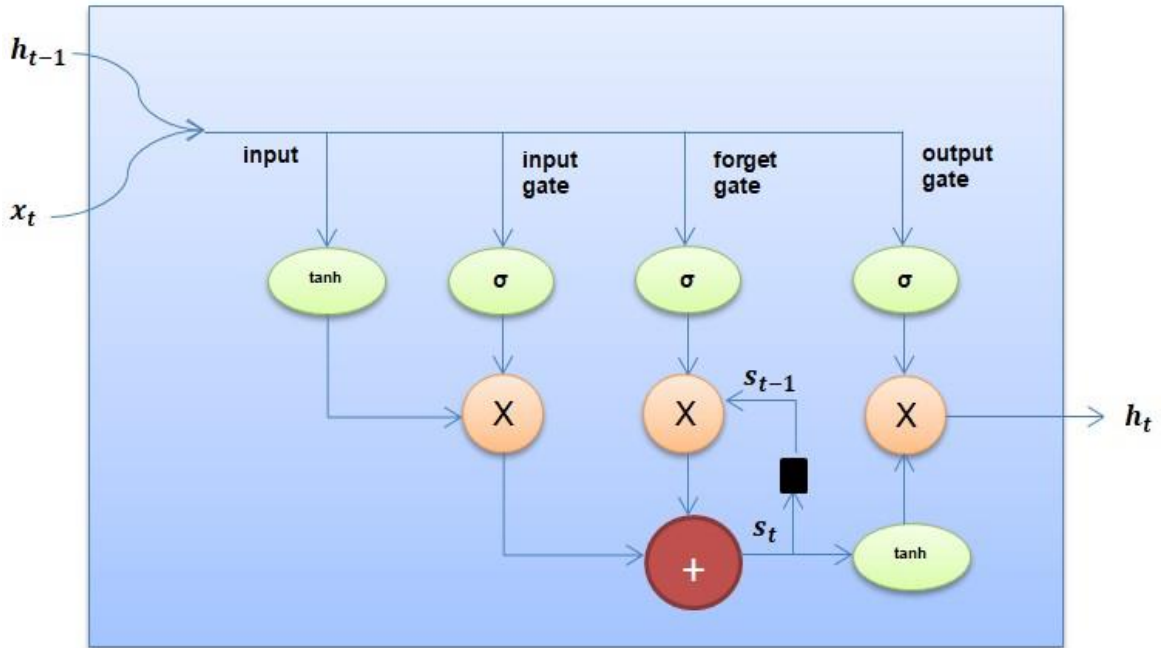 h_{t-1}
x_t
input
input
gate
forget
gate
output
gate
tanh
σ
σ
σ
s_{t-1}
X
X
X
h_t
s_t
+
tanh